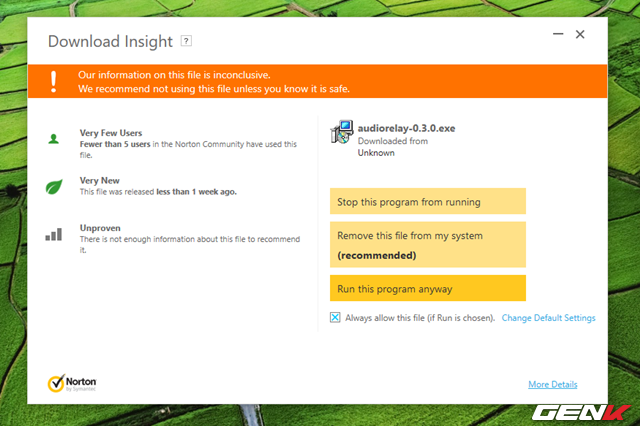 Download Insight ?
Our information on this file is inconclusive.
We recommend not using this file unless you know it is safe.
Very Few Users
Fewer than 5 users in the Norton Community have used this
file.
Very New
This file was released less than 1 week ago.
Unproven
There is not enough information about this file to recommend
it.
audiorelay-0.3.0.exe
Downloaded from
Unknown
Stop this program from running
Remove this file from my system
(recommended)
Run this program anyway
Always allow this file (if Run is chosen). Change Default Settings
Norton
by Symantec
More Details
GENK